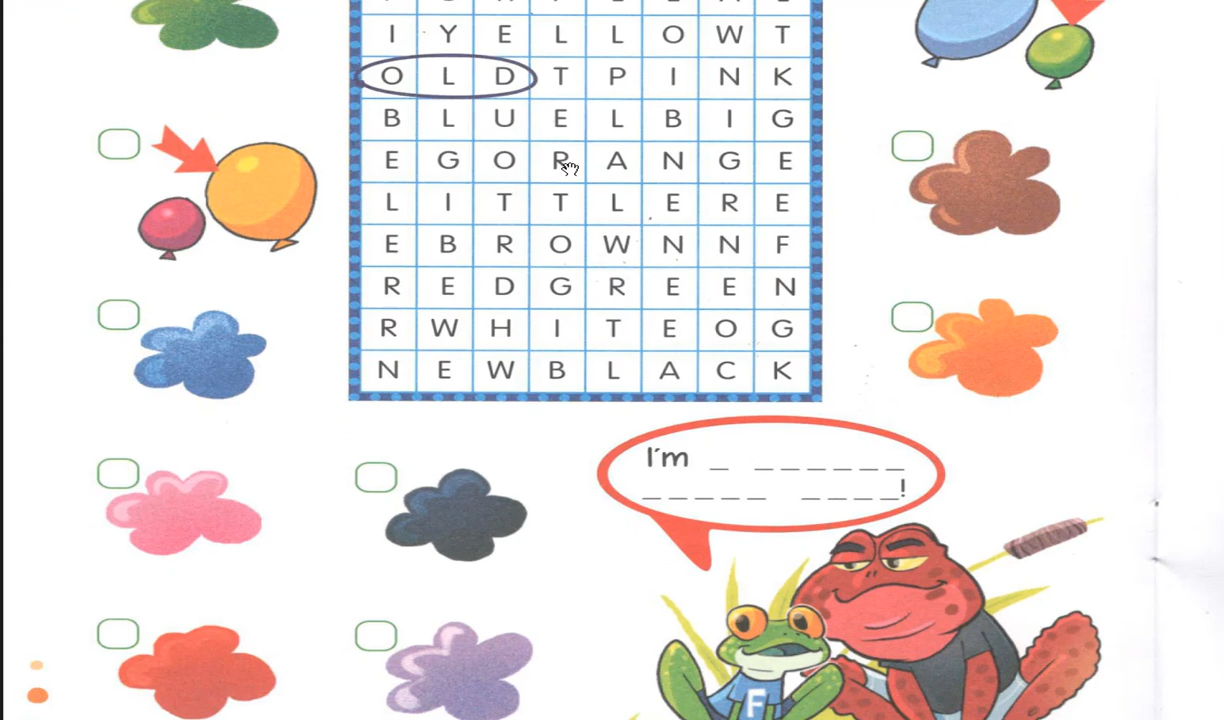 I Y E L L O W T
O L D T P I N K
B L U E L B I G
E G O R A N G E
L I T T L E R E
E B R O W N N F
R E D G R E E N
R W H I T E O G
N E W B L A C K
I'm _ ______
_____ ____!
F